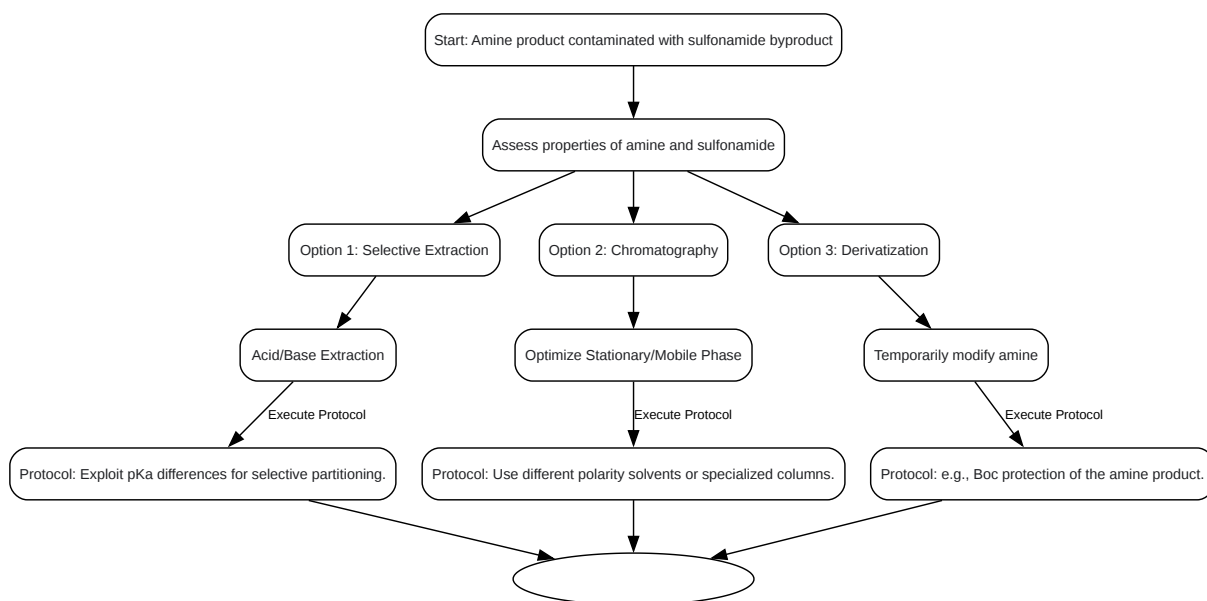 Start: Amine product contaminated with sulfonamide byproduct
Assess properties of amine and sulfonamide
Option 1: Selective Extraction
Option 2: Chromatography
Option 3: Derivatization
Acid/Base Extraction
Optimize Stationary/Mobile Phase
Temporarily modify amine
Execute Protocol
Execute Protocol
Execute Protocol
Protocol: Exploit pKa differences for selective partitioning.
Protocol: Use different polarity solvents or specialized columns.
Protocol: e.g., Boc protection of the amine product.